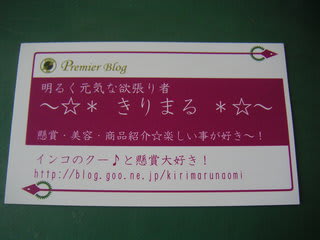 Premier Blog
明るく元気な欲張り者
～☆＊ きりまる ＊☆～
懸賞・美容・商品紹介☆楽しい事が好き～！
インコのクー♪と懸賞大好き！
http://blog.goo.ne.jp/kirimarunaomi